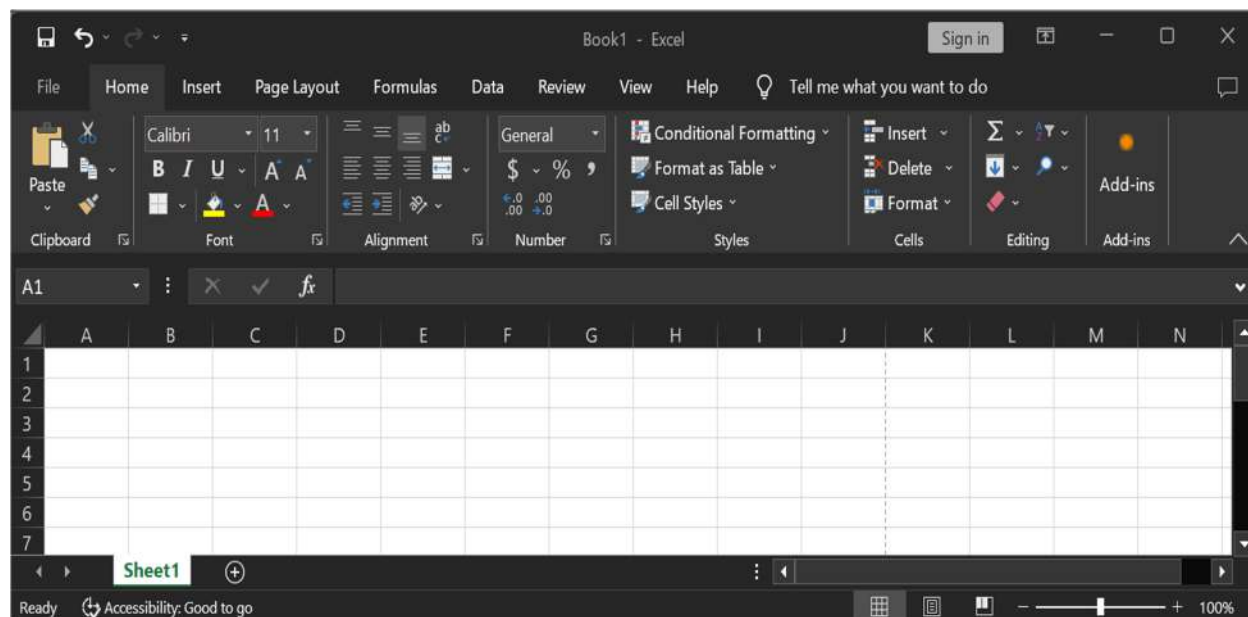 Book1 - Excel Sign in
File Home Insert Page Layout Formulas Data Review View Help Tell me what you want to do
Calibri 11 ab General Conditional Formatting Insert Σ
Paste B I U A A $ % , Format as Table Delete Add-ins
A .00 .0 Cell Styles Format
Clipboard Font Alignment Number Styles Cells Editing Add-ins
A1 fx
A B C D E F G H I J K L M N
1
2
3
4
5
6
7
Sheet1
Ready Accessibility: Good to go 100%